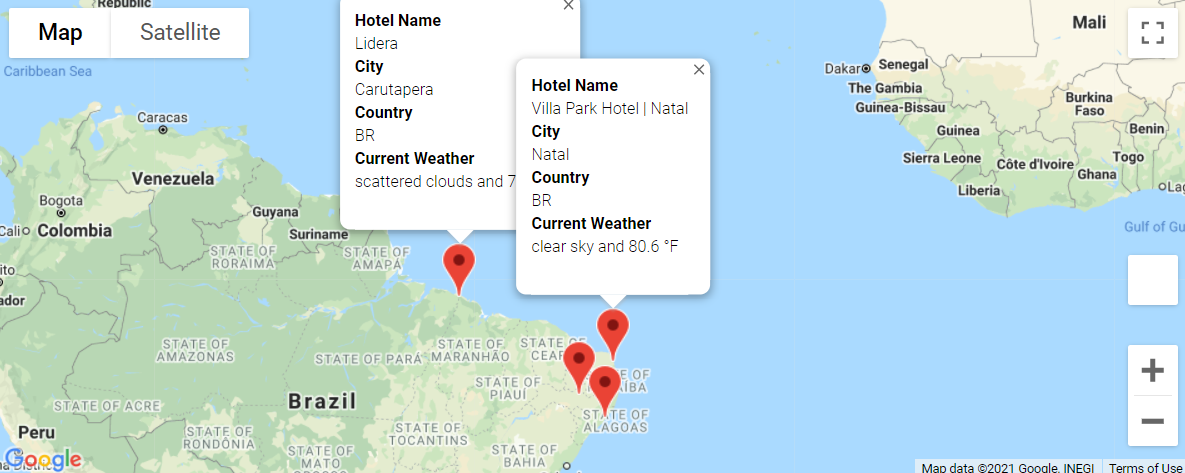 Republic
Map
Satellite
Caribbean Sea
Hotel Name
Lidera
City
Carutapera
Country
BR
Current Weather
scattered clouds and 7
Hotel Name
Villa Park Hotel | Natal
City
Natal
Country
BR
Current Weather
clear sky and 80.6 °F
Mali
Dakar
Senegal
The Gambia
Guinea-Bissau
Burkina
Faso
Guinea
Benin
Togo
Sierra Leone
Côte d'Ivoire
Ghana
Liberia
Gulf of
Caracas
Venezuela
Bogota
Cali
Colombia
Guyana
Suriname
STATE OF
RORAIMA
STATE OF
AMAPÁ
STATE OF
AMAZONAS
STATE OF PARÁ
STATE OF
MARANHÃO
STATE OF
STATE OF
PIAUÍ
STATE OF
ALAGOAS
STATE OF ACRE
Brazil
STATE OF
RONDÔNIA
STATE OF
TOCANTINS
STATE OF
STATE OF
BAHIA
Peru
Google
Map data ©2021 Google, INEGI
Terms of Use